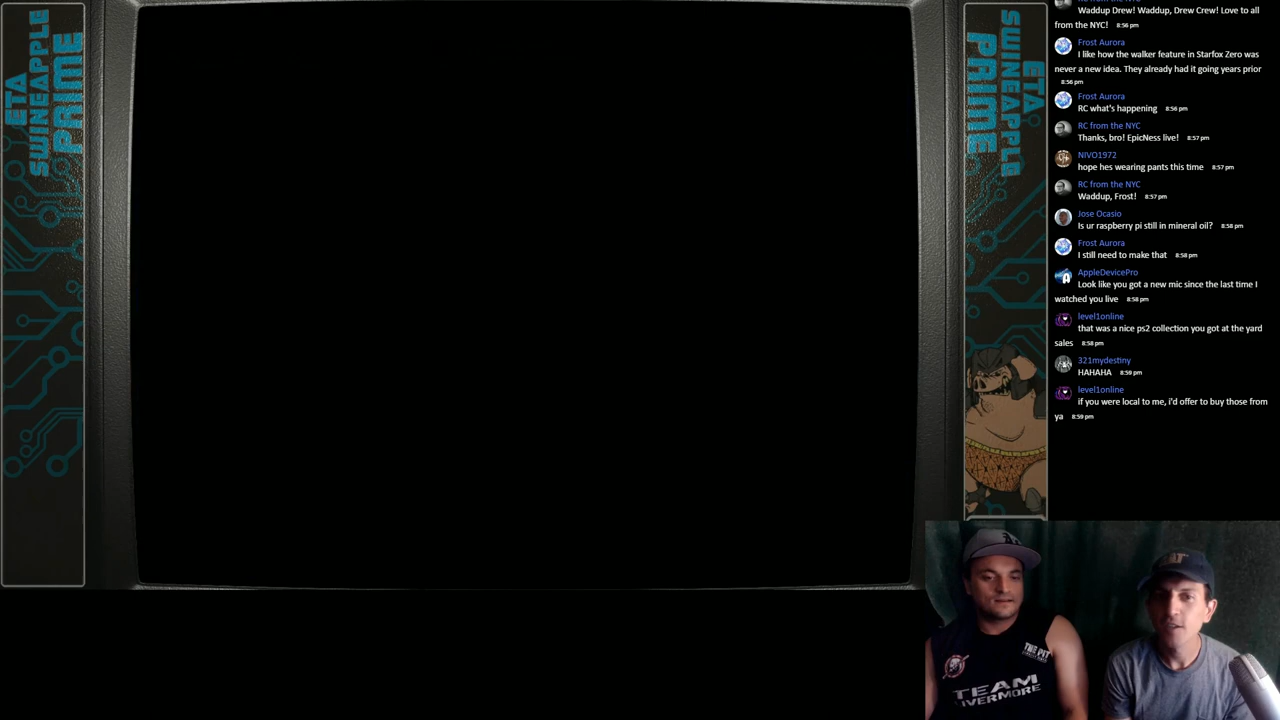 ETA
SWINEAPPLE
PRIME
ETA
SWINEAPPLE
PRIME
Waddup Drew! Waddup, Drew Crew! Love to all
from the NYC! 8:56 pm
Frost Aurora
I like how the walker feature in Starfox Zero was
never a new idea. They already had it going years prior
8:56 pm
Frost Aurora
RC what's happening 8:56 pm
RC from the NYC
Thanks, bro! EpicNess live! 8:57 pm
NIVO1972
hope hes wearing pants this time 8:57 pm
RC from the NYC
Waddup, Frost! 8:57 pm
Jose Ocasio
Is ur raspberry pi still in mineral oil? 8:58 pm
Frost Aurora
I still need to make that 8:58 pm
AppleDevicePro
Look like you got a new mic since the last time I
watched you live 8:58 pm
level1online
that was a nice ps2 collection you got at the yard
sales 8:58 pm
321mydestiny
HAHAHA 8:59 pm
level1online
if you were local to me, i'd offer to buy those from
ya 8:59 pm
THE PIT
TEAM
LIVERMORE